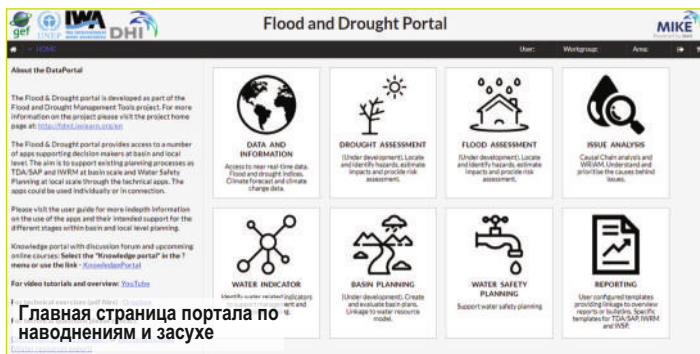 gef
UNEP
IWA
DHI
Flood and Drought Portal
MIKE
HOME
User: Workgroup: Area:
About the DataPortal
The Flood & Drought portal is developed as part of the
Flood and Drought Management Tools project. For more
information on the project please visit the project home
page at: http://fdmt.iwlearn.org/en
The Flood & Drought portal provides access to a number
of apps supporting decision makers at basin and local
level. The aim is to support existing planning processes as
TDA/SAP and IWRM at basin scale and Water Safety
Planning at local scale through the technical apps. The
apps could be used individually or in connection.
Please visit the user guide for more indepth information
on the use of the apps and their intended support for the
different stages within basin and local level planning.
Knowledge portal with discussion forum and upcomming
online courses: Select the "Knowledge portal" in the ?
menu or use the link - KnowledgePortal
For video tutorials and overview: YouTube
DATA AND
INFORMATION
Access to near real-time data.
Flood and drought indices.
Climate forecast and climate
change data.
DROUGHT ASSESSMENT
(Under development). Locate
and identify hazards, estimate
impacts and provide risk
assessment.
FLOOD ASSESSMENT
(Under development). Locate
and identify hazards, estimate
impacts and provide risk
assessment.
ISSUE ANALYSIS
Causal Chain analysis and
WRIAM. Understand and
prioritise the causes behind
issues.
WATER INDICATOR
Identify water related indicators
BASIN PLANNING
(Under development). Create
and evaluate basin plans.
Linkage to water resource
model.
WATER SAFETY
PLANNING
Support water safety planning
REPORTING
User configured templates
providing linkage to overview
reports or bulletins. Specific
templates for TDA/SAP, IWRM
and WSP.
Главная страница портала по
наводнениям и засухе